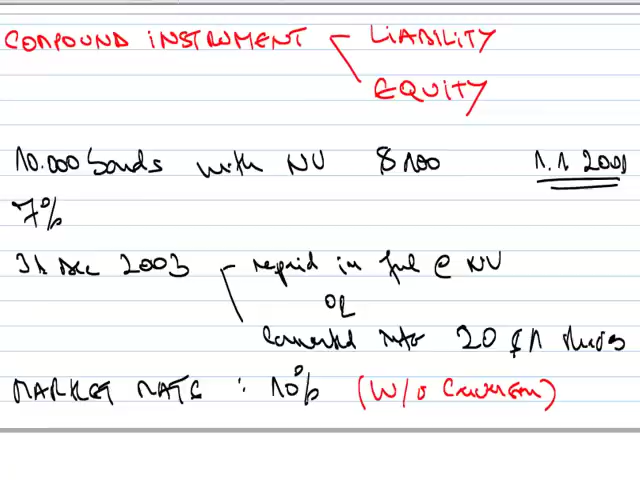 COMPOUND INSTRUMENT LIABILITY
EQUITY
10.000 bonds with NV $100 1.1 2001
7%
31 Dec 2003 repaid in full @ NV
OR
converted into 20 £1 shares
MARKET RATE : 10% (W/o Conversion)